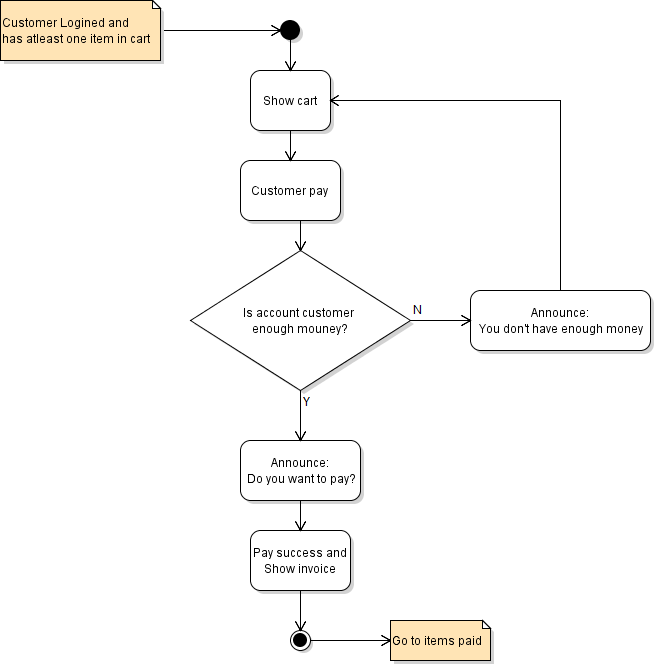 Customer Logined and
has atleast one item in cart
Show cart
Customer pay
Is account customer
enough mouney?
N
Announce:
You don't have enough money
Y
Announce:
Do you want to pay?
Pay success and
Show invoice
Go to items paid